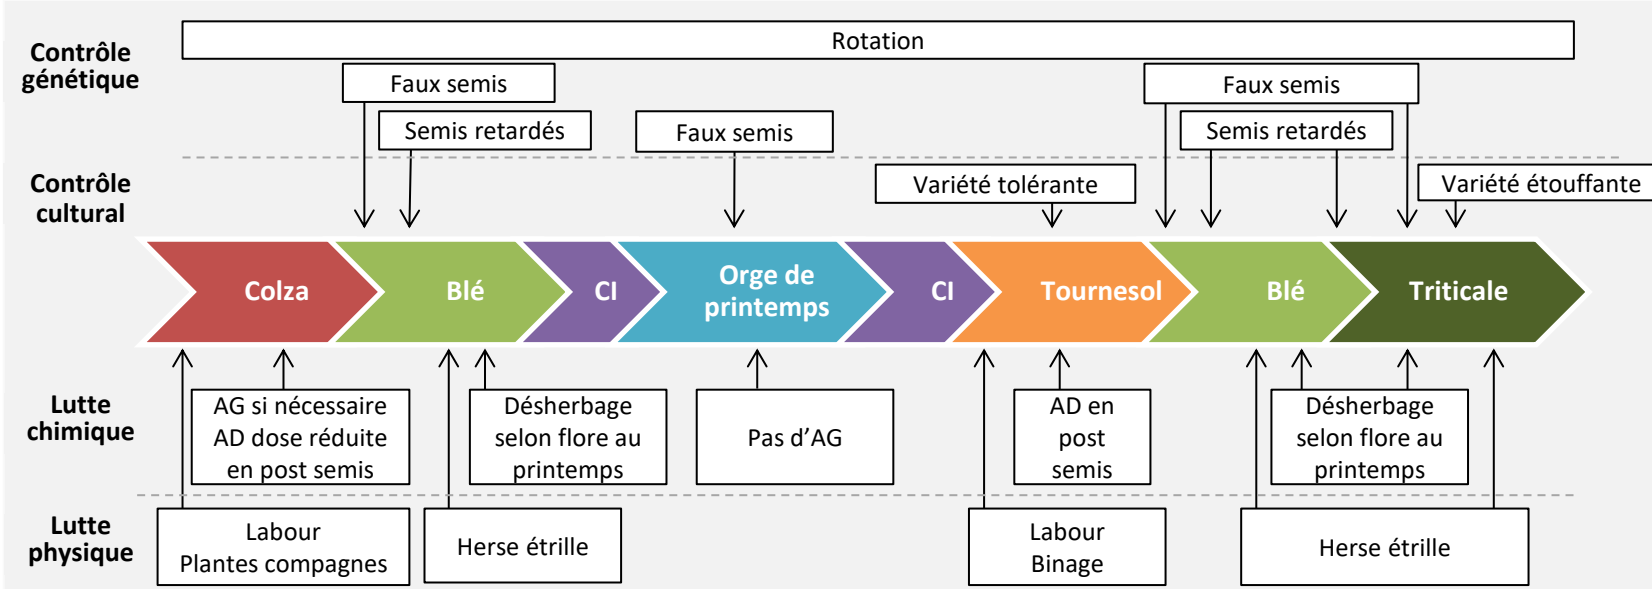 Contrôle
génétique
Rotation
Faux semis
Faux semis
Semis retardés
Faux semis
Semis retardés
Contrôle
cultural
Variété tolérante
Variété étouffante
Colza
Blé
CI
Orge de
printemps
CI
Tournesol
Blé
Triticale
Lutte
chimique
AG si nécessaire
AD dose réduite
en post semis
Désherbage
selon flore au
printemps
Pas d’AG
AD en
post
semis
Désherbage
selon flore au
printemps
Lutte
physique
Labour
Plantes compagnes
Herse étrille
Labour
Binage
Herse étrille